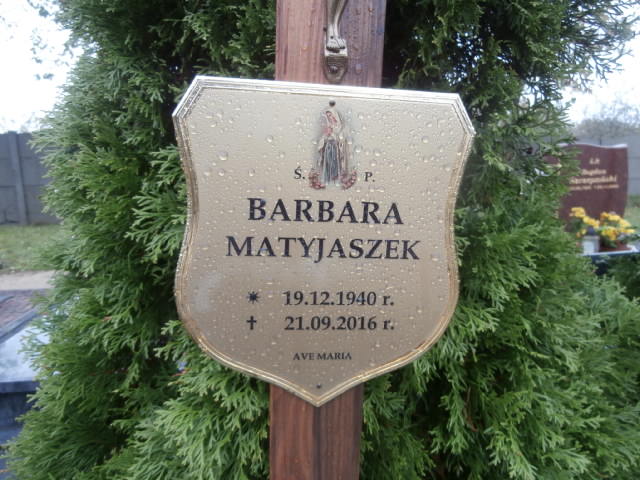 Ś. P.
BARBARA
MATYJASZEK
✷ 19.12.1940 r.
✝ 21.09.2016 r.
AVE MARIA